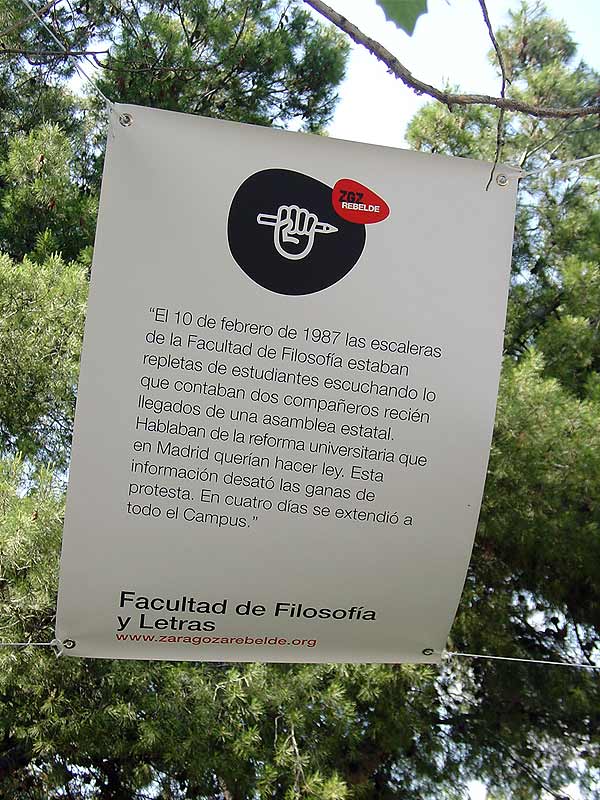 ZGZ
REBELDE
“El 10 de febrero de 1987 las escaleras
de la Facultad de Filosofía estaban
repletas de estudiantes escuchando lo
que contaban dos compañeros recién
llegados de una asamblea estatal.
Hablaban de la reforma universitaria que
en Madrid querían hacer ley. Esta
información desató las ganas de
protesta. En cuatro días se extendió a
todo el Campus.”
Facultad de Filosofía
y Letras
www.zaragozarebelde.org